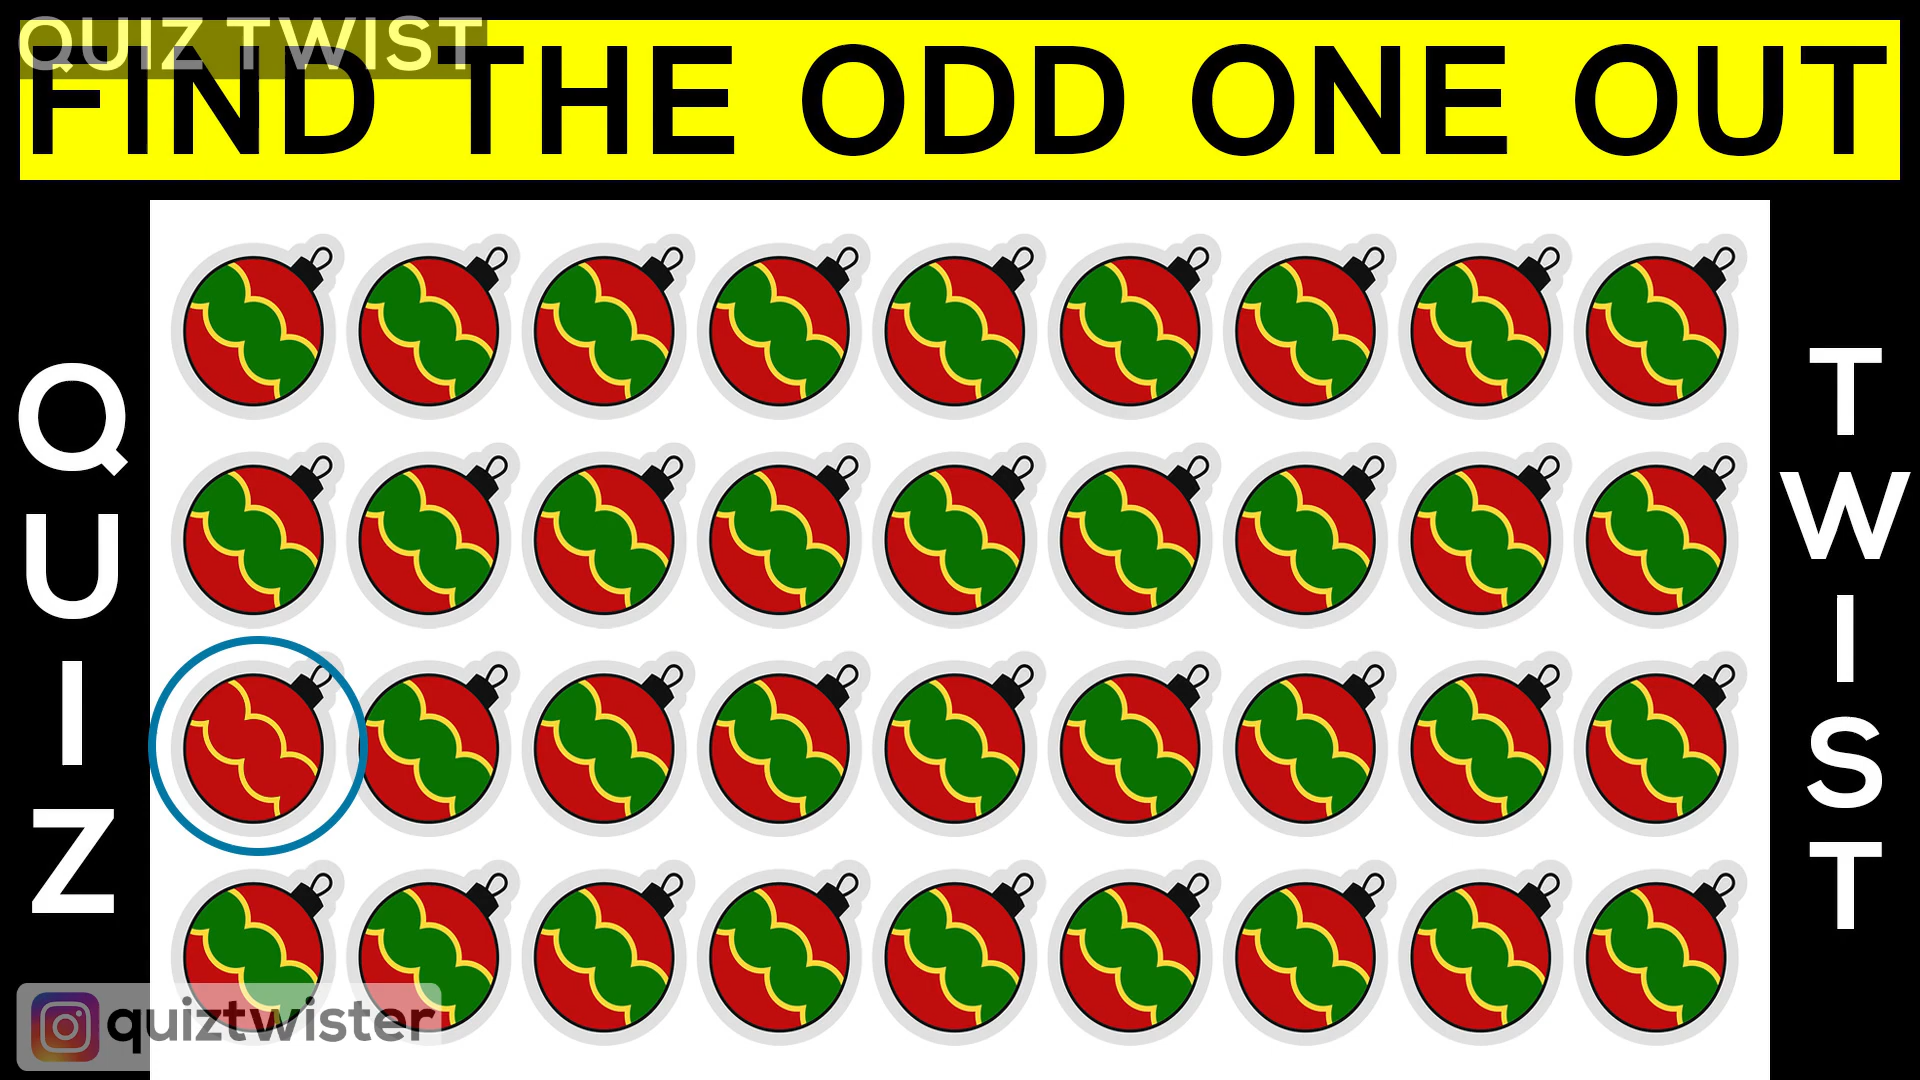 QUIZ TWIST
FIND THE ODD ONE OUT
QUIZ
TWIST
quiztwister